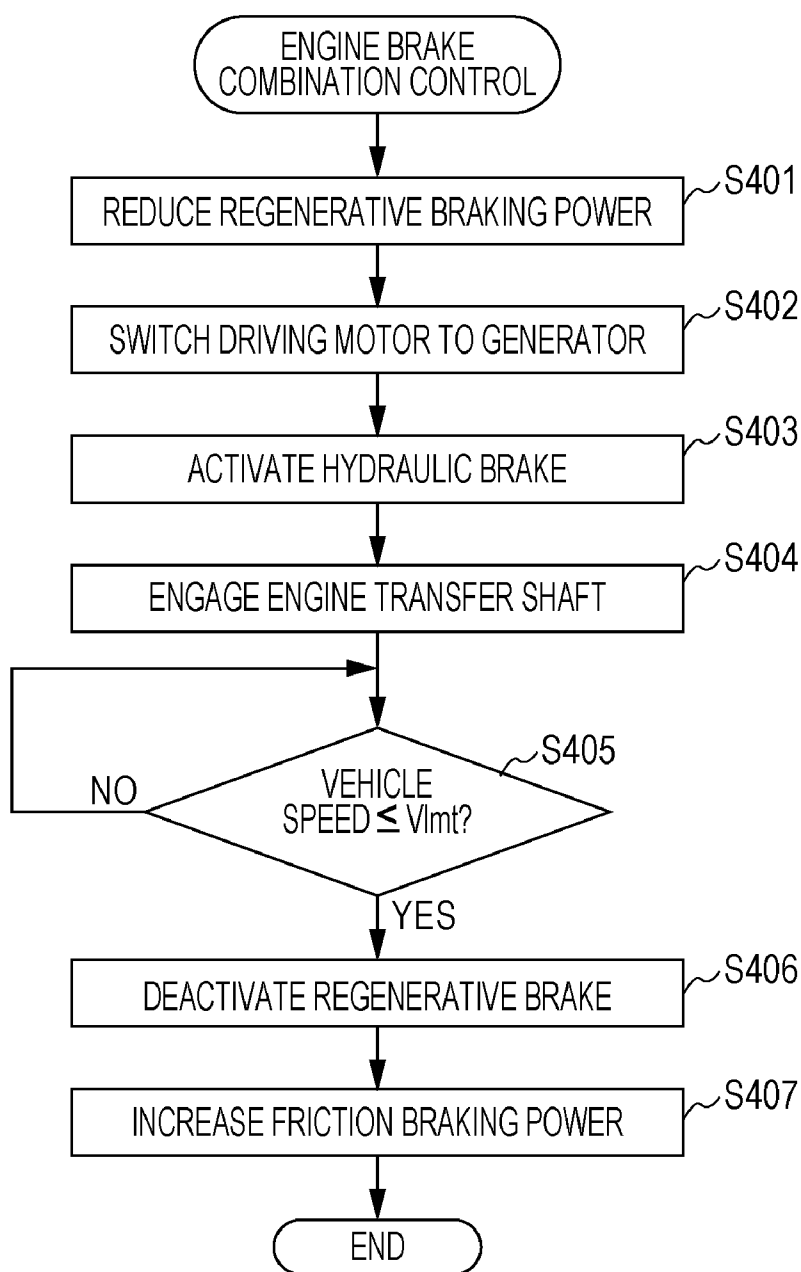 ENGINE BRAKE
COMBINATION CONTROL
S401
REDUCE REGENERATIVE BRAKING POWER
S402
SWITCH DRIVING MOTOR TO GENERATOR
S403
ACTIVATE HYDRAULIC BRAKE
S404
ENGAGE ENGINE TRANSFER SHAFT
S405
VEHICLE
SPEED ≤ Vlmt?
NO
YES
S406
DEACTIVATE REGENERATIVE BRAKE
S407
INCREASE FRICTION BRAKING POWER
END